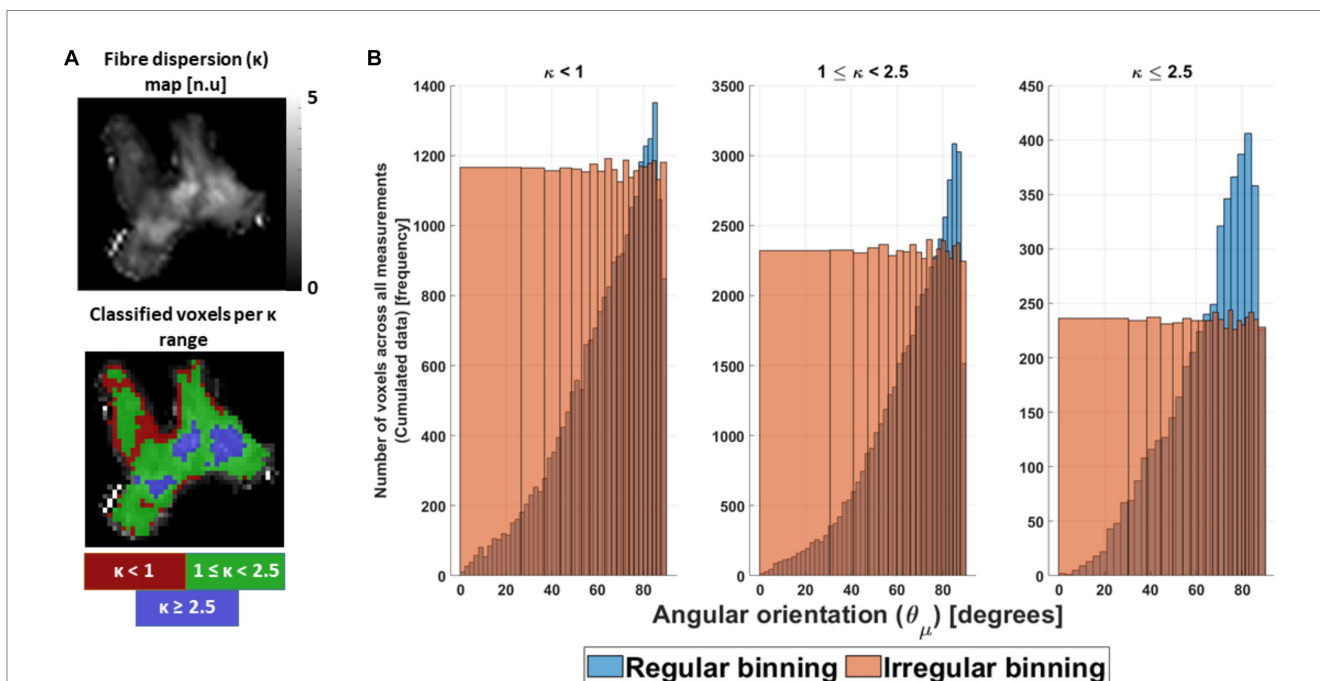 A
Fibre dispersion (κ)
map [n.u]
5
0
Classified voxels per κ
range
κ < 1
1 ≤ κ < 2.5
κ ≥ 2.5
B
κ < 1
1400
1200
1000
800
600
400
200
0
0 20 40 60 80
1 ≤ κ < 2.5
3500
3000
2500
2000
1500
1000
500
0
0 20 40 60 80
κ ≤ 2.5
450
400
350
300
250
200
150
100
50
0
0 20 40 60 80
Number of voxels across all measurements
(Cumulated data) [frequency]
Angular orientation (θμ) [degrees]
Regular binning
Irregular binning